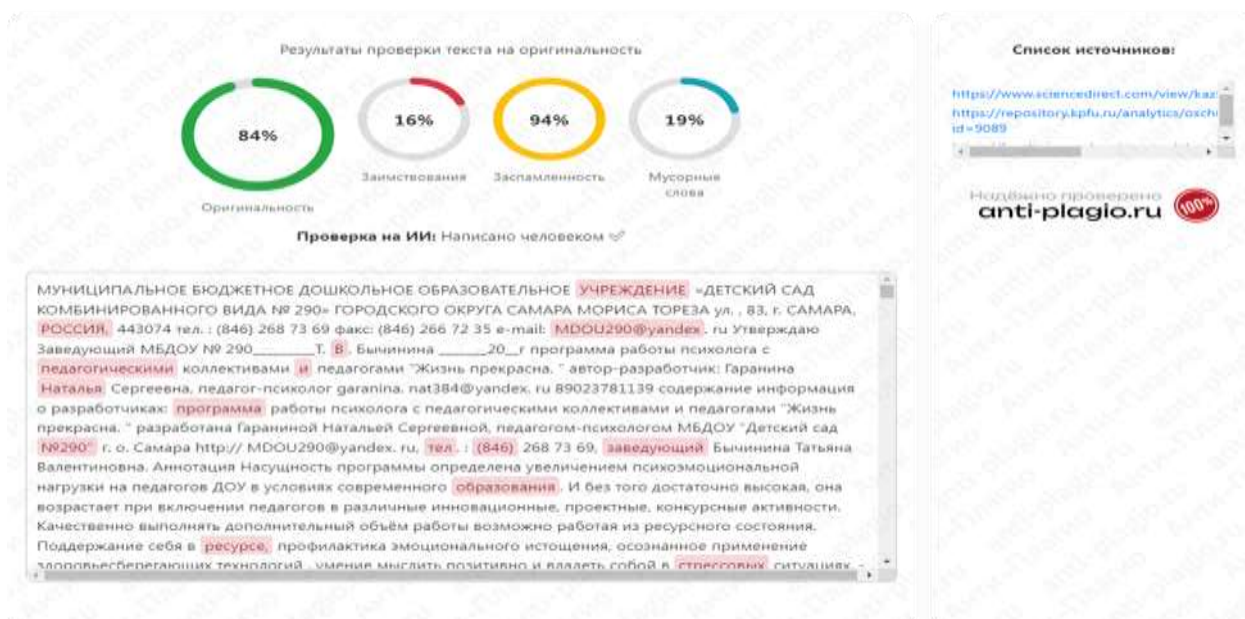 Результаты проверки текста на оригинальность
84%
16%
94%
19%
Оригинальность
Заимствования
Заспамленность
Мусорные
слова
Проверка на ИИ: Написано человеком
МУНИЦИПАЛЬНОЕ БЮДЖЕТНОЕ ДОШКОЛЬНОЕ ОБРАЗОВАТЕЛЬНОЕ УЧРЕЖДЕНИЕ «ДЕТСКИЙ САД
КОМБИНИРОВАННОГО ВИДА № 290» ГОРОДСКОГО ОКРУГА САМАРА МОРИСА ТОРЕЗА ул. , 83, г. САМАРА,
РОССИЯ, 443074 тел. : (846) 268 73 69 факс: (846) 266 72 35 e-mail: MDOU290@yandex. ru Утверждаю
Заведующий МБДОУ № 290________Т. В. Бычинина ______20__г программа работы психолога с
педагогическими коллективами и педагогами "Жизнь прекрасна. " автор-разработчик: Гаранина
Наталья Сергеевна, педагог-психолог garanina. nat384@yandex. ru 89023781139 содержание информация
о разработчиках: программа работы психолога с педагогическими коллективами и педагогами "Жизнь
прекрасна. " разработана Гараниной Натальей Сергеевной, педагогом-психологом МБДОУ "Детский сад
№290" г. о. Самара http:// MDOU290@yandex. ru, тел. : (846) 268 73 69, заведующий Бычинина Татьяна
Валентиновна. Аннотация Насущность программы определена увеличением психоэмоциональной
нагрузки на педагогов ДОУ в условиях современного образования. И без того достаточно высокая, она
возрастает при включении педагогов в различные инновационные, проектные, конкурсные активности.
Качественно выполнять дополнительный объём работы возможно работая из ресурсного состояния.
Поддержание себя в ресурсе, профилактика эмоционального истощения, осознанное применение
здоровьесберегающих технологий , умение мыслить позитивно и владеть собой в стрессовых ситуациях -
Список источников:
https://www.sciencedirect.com/view/kaz
https://repository.kpfu.ru/analytics/oxch
id=9089
Надёжно проверено
anti-plagio.ru
100%